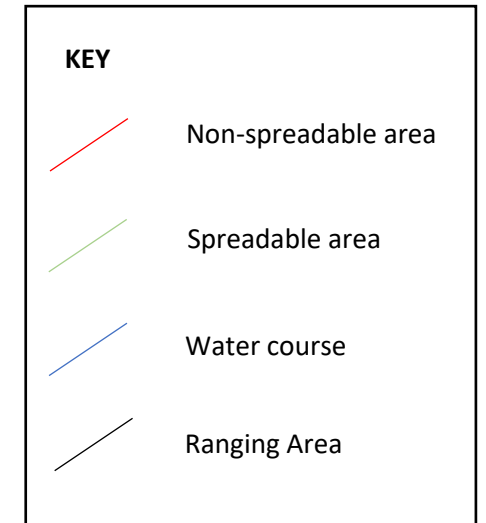 KEY
Non-spreadable area
Spreadable area
Water course
Ranging Area